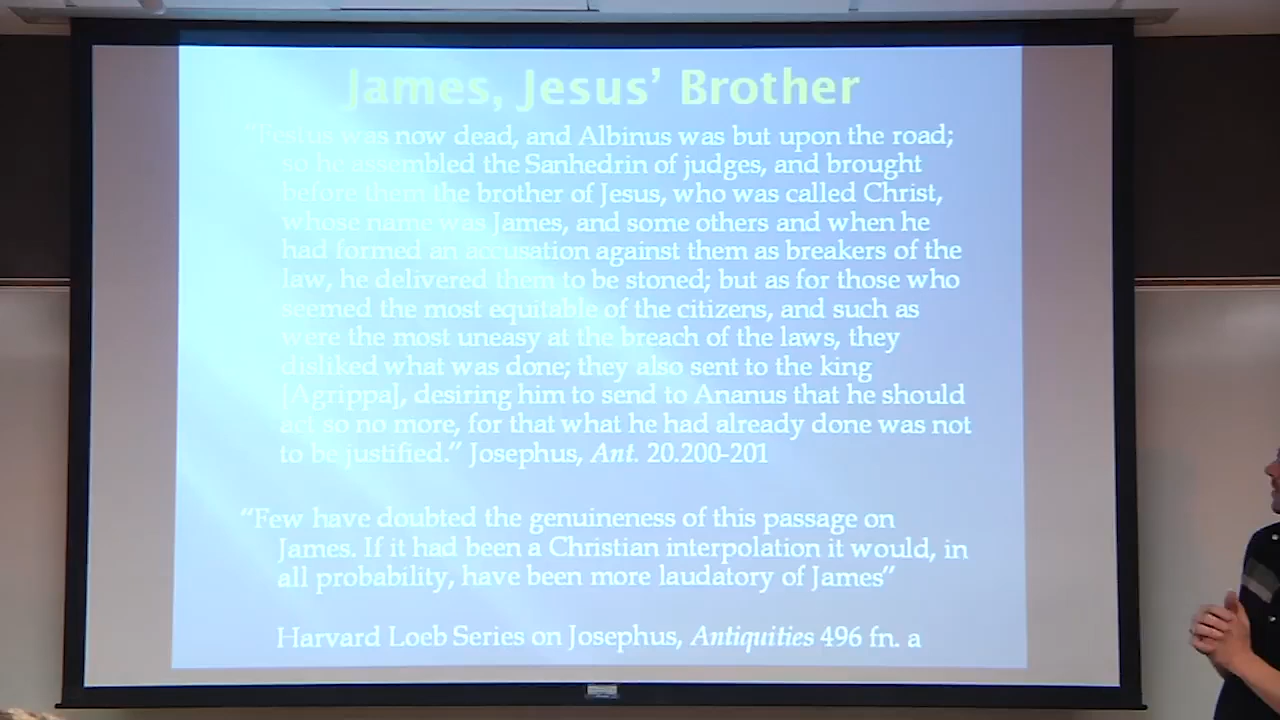 James, Jesus' Brother
"Festus was now dead, and Albinus was but upon the road;
so he assembled the Sanhedrin of judges, and brought
before them the brother of Jesus, who was called Christ,
whose name was James, and some others and when he
had formed an accusation against them as breakers of the
law, he delivered them to be stoned; but as for those who
seemed the most equitable of the citizens, and such as
were the most uneasy at the breach of the laws, they
disliked what was done; they also sent to the king
[Agrippa], desiring him to send to Ananus that he should
act so no more, for that what he had already done was not
to be justified." Josephus, Ant. 20.200-201
"Few have doubted the genuineness of this passage on
James. If it had been a Christian interpolation it would, in
all probability, have been more laudatory of James"
Harvard Loeb Series on Josephus, Antiquities 496 fn. a